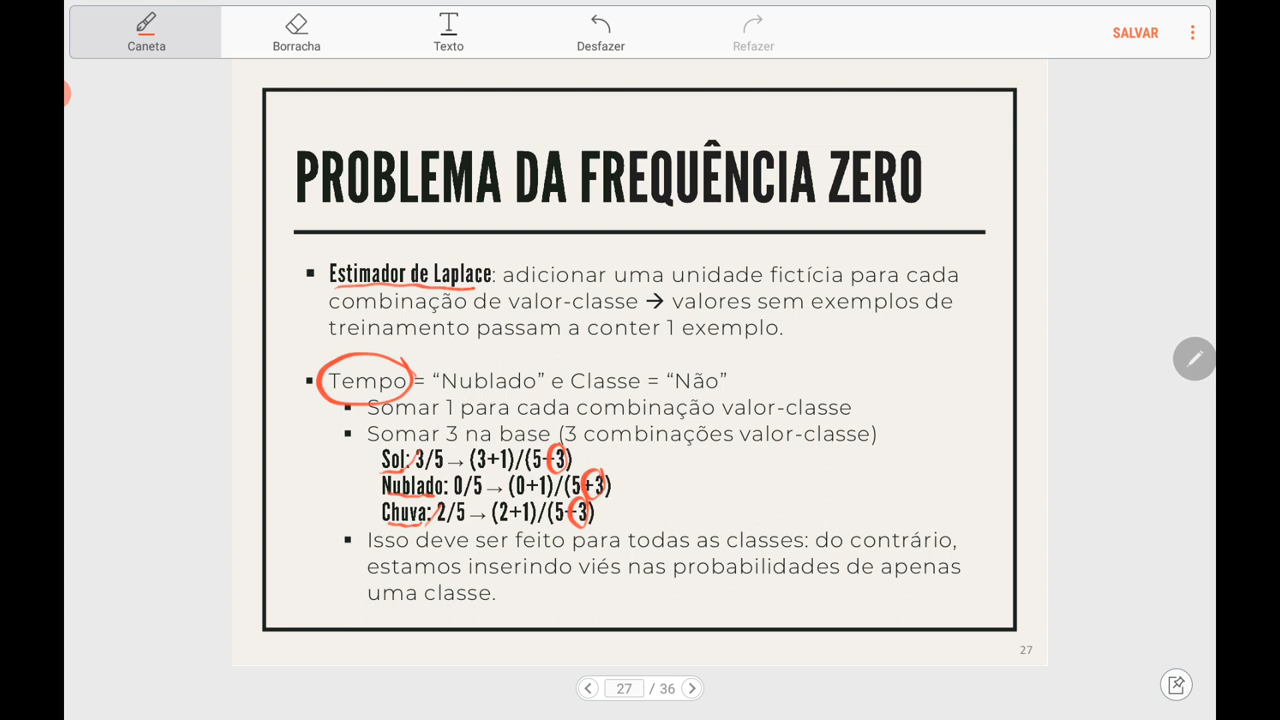 Caneta
Borracha
Texto
Desfazer
Refazer
SALVAR
PROBLEMA DA FREQUÊNCIA ZERO
▪ Estimador de Laplace: adicionar uma unidade fictícia para cada
combinação de valor-classe → valores sem exemplos de
treinamento passam a conter 1 exemplo.
▪ Tempo = “Nublado” e Classe = “Não”
▪ Somar 1 para cada combinação valor-classe
▪ Somar 3 na base (3 combinações valor-classe)
Sol: 3/5 → (3+1)/(5+3)
Nublado: 0/5 → (0+1)/(5+3)
Chuva: 2/5 → (2+1)/(5+3)
▪ Isso deve ser feito para todas as classes: do contrário,
estamos inserindo viés nas probabilidades de apenas
uma classe.
27
27 / 36